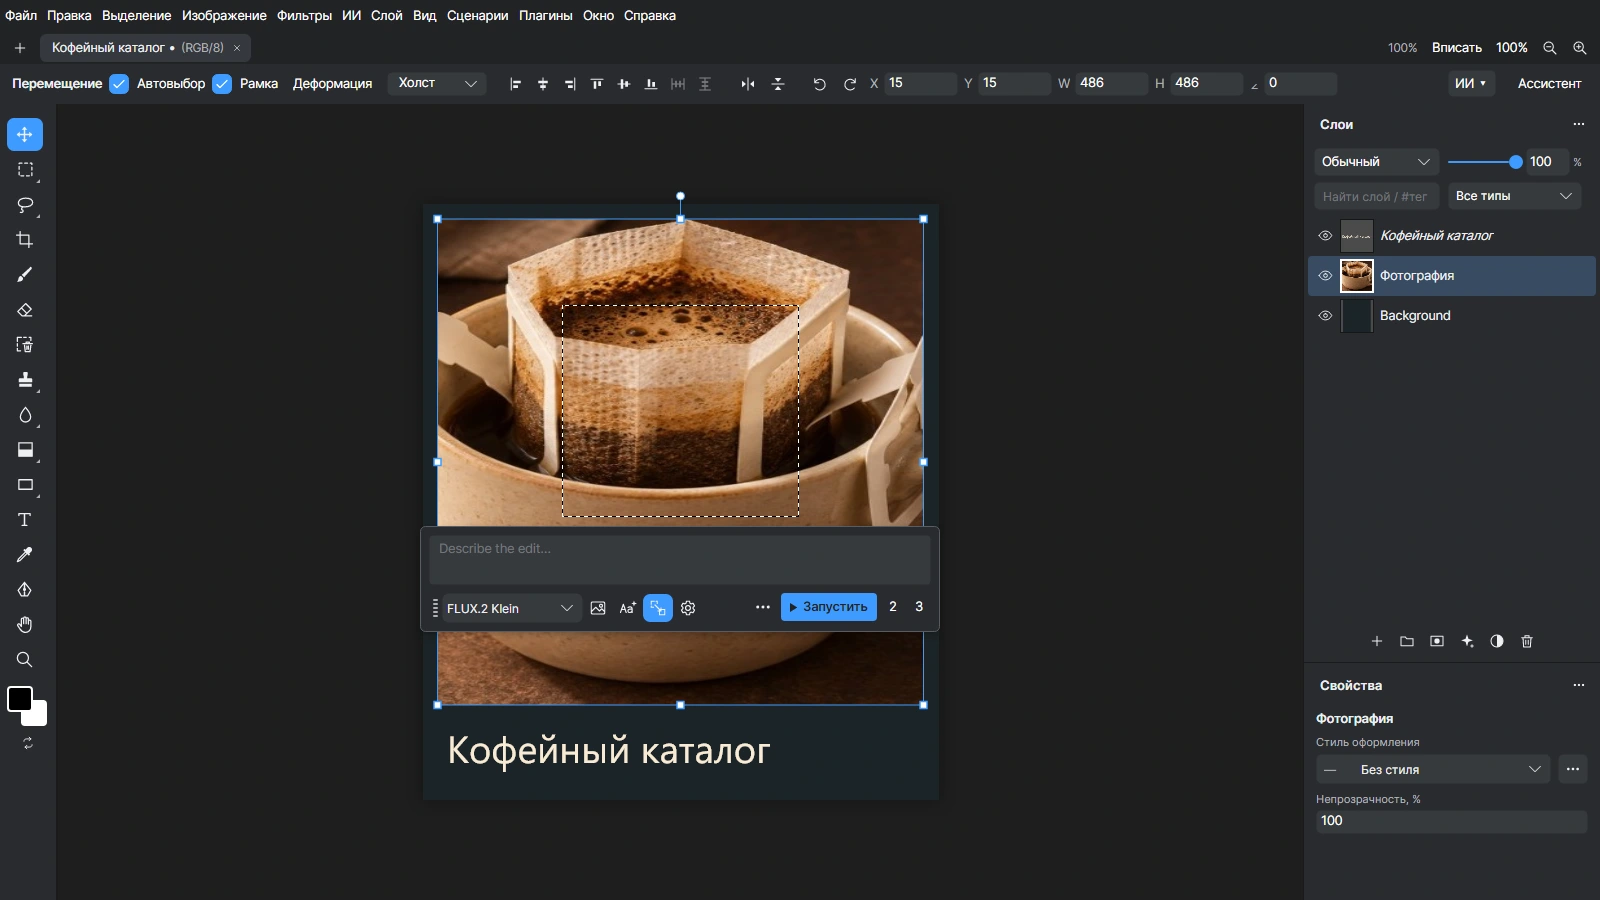 Файл Правка Выделение Изображение Фильтры ИИ Слой Вид Сценарии Плагины Окно Справка
+ Кофейный каталог • (RGB/8) × 100% Вписать 100%
Перемещение Автовыбор Рамка Деформация Холст X 15 Y 15 W 486 H 486 ∠ 0 ИИ ▾ Ассистент
Слои ...
Обычный 100 %
Найти слой / #тег Все типы
Кофейный каталог
Фотография
Background
Describe the edit...
FLUX.2 Klein Aa+ ... Запустить 2 3
Свойства ...
Фотография
Стиль оформления
— Без стиля ...
Непрозрачность, %
100
Кофейный каталог